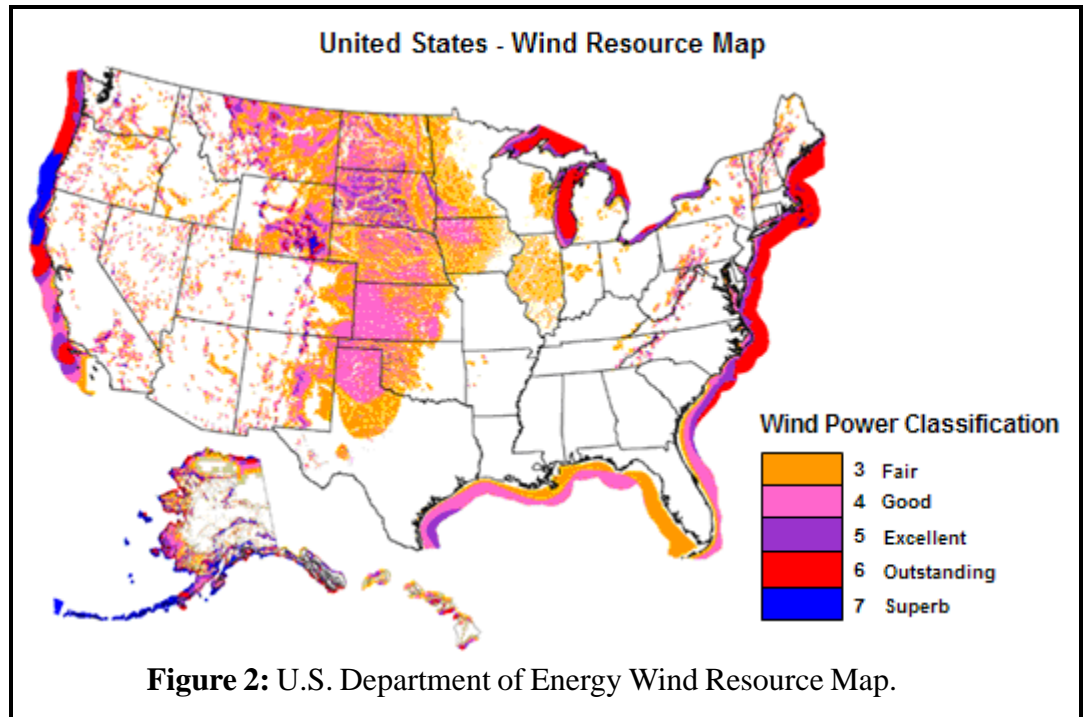 United States - Wind Resource Map
Wind Power Classification
3 Fair
4 Good
5 Excellent
6 Outstanding
7 Superb
Figure 2: U.S. Department of Energy Wind Resource Map.